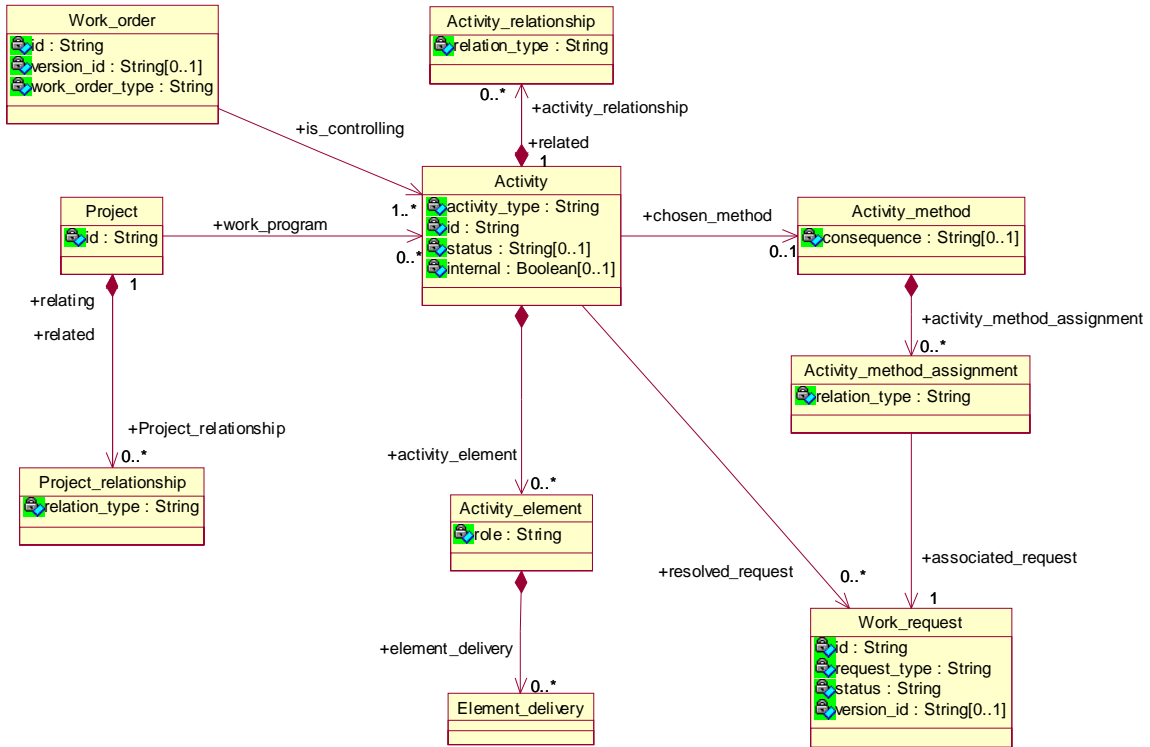 Work_order
id : String
version_id : String[0..1]
work_order_type : String
Activity_relationship
relation_type : String
0..*
+activity_relationship
+is_controlling
+related
1
Activity
activity_type : String
id : String
status : String[0..1]
internal : Boolean[0..1]
1..*
Project
id : String
+work_program
0..*
+chosen_method
0..1
Activity_method
consequence : String[0..1]
1
+relating
+related
+activity_method_assignment
0..*
Activity_method_assignment
relation_type : String
+Project_relationship
0..*
Project_relationship
relation_type : String
+activity_element
0..*
Activity_element
role : String
+resolved_request
0..*
+associated_request
1
Work_request
id : String
request_type : String
status : String
version_id : String[0..1]
+element_delivery
0..*
Element_delivery